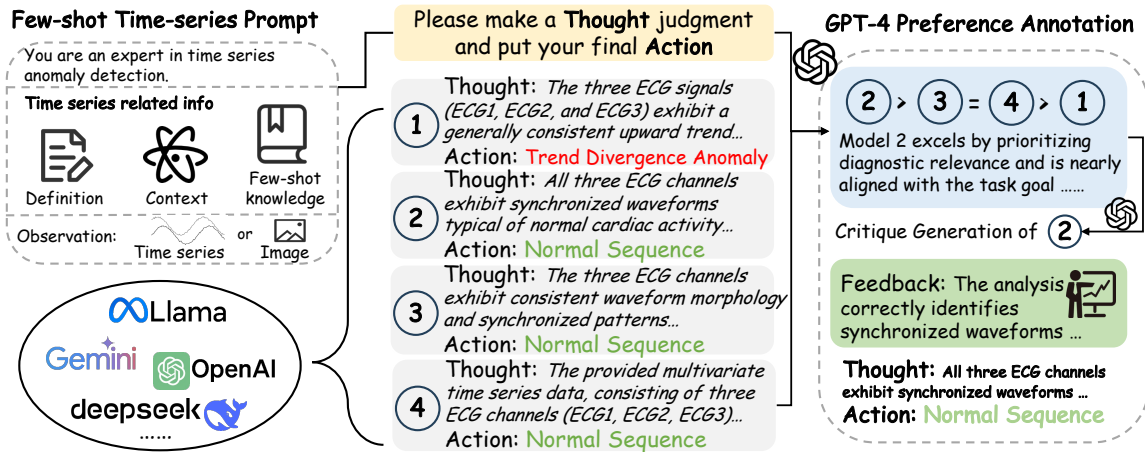 Few-shot Time-series Prompt
You are an expert in time series
anomaly detection.
Time series related info
Definition
Context
Few-shot
knowledge
Observation:
Time series
or
Image
Llama
Gemini
OpenAI
deepseek
......
Please make a Thought judgment
and put your final Action
1
Thought: The three ECG signals
(ECG1, ECG2, and ECG3) exhibit a
generally consistent upward trend...
Action: Trend Divergence Anomaly
2
Thought: All three ECG channels
exhibit synchronized waveforms
typical of normal cardiac activity...
Action: Normal Sequence
3
Thought: The three ECG channels
exhibit consistent waveform morphology
and synchronized patterns...
Action: Normal Sequence
4
Thought: The provided multivariate
time series data, consisting of three
ECG channels (ECG1, ECG2, ECG3)...
Action: Normal Sequence
GPT-4 Preference Annotation
2 > 3 = 4 > 1
Model 2 excels by prioritizing
diagnostic relevance and is nearly
aligned with the task goal ......
Critique Generation of 2
Feedback: The analysis
correctly identifies
synchronized waveforms ...
Thought: All three ECG channels
exhibit synchronized waveforms ...
Action: Normal Sequence